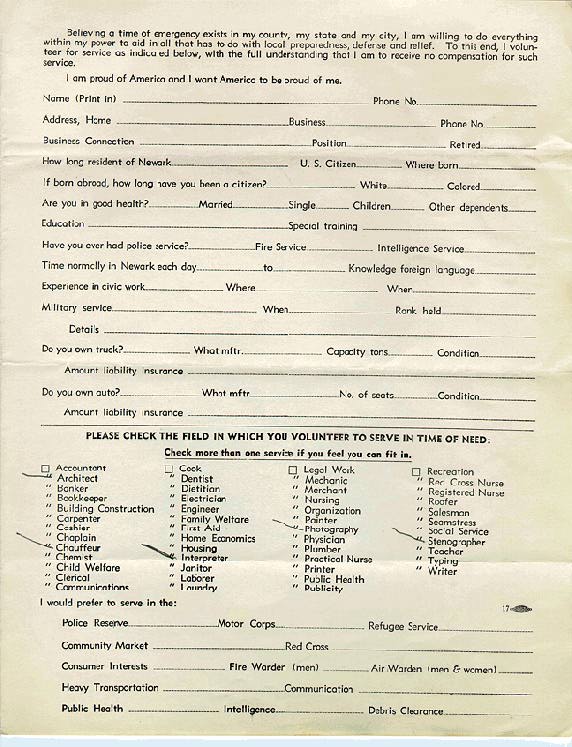 Believing a time of emergency exists in my county, my state and my city, I am willing to do everything
within my power to aid in all that has to do with local preparedness, defense and relief. To this end, I volun-
teer for service as indicated below, with the full understanding that I am to receive no compensation for such
service.
I am proud of America and I want America to be proud of me.
Name (Print in) Phone No.
Address, Home Business Phone No
Business Connection Position Retired
How long resident of Newark U. S. Citizen Where born
If born abroad, how long have you been a citizen? White Colored
Are you in good health? Married Single Children Other dependents
Education Special training
Have you ever had police service? Fire Service Intelligence Service
Time normally in Newark each day to Knowledge foreign language
Experience in civic work Where When
Military service When Rank held
Details
Do you own truck? What mftr. Capacity tons Condition
Amount liability insurance
Do you own auto? What mftr No. of seats Condition
Amount liability insurance
PLEASE CHECK THE FIELD IN WHICH YOU VOLUNTEER TO SERVE IN TIME OF NEED:
Check more than one service if you feel you can fit in.
Accountant
" Architect
" Banker
" Bookkeeper
" Building Construction
" Carpenter
" Cashier
" Chaplain
" Chauffeur
" Chemist
" Child Welfare
" Clerical
" Communications
Cook
" Dentist
" Dietitian
" Electrician
" Engineer
" Family Welfare
" First Aid
" Home Economics
" Housing
" Interpreter
" Janitor
" Laborer
" Laundry
Legal Work
" Mechanic
" Merchant
" Nursing
" Organization
" Painter
" Photography
" Physician
" Plumber
" Practical Nurse
" Printer
" Public Health
" Publicity
Recreation
" Red Cross Nurse
" Registered Nurse
" Roofer
" Salesman
" Seamstress
" Social Service
" Stenographer
" Teacher
" Typing
" Writer
I would prefer to serve in the:
17
Police Reserve Motor Corps Refugee Service
Community Market Red Cross
Consumer Interests Fire Warder (men) Air Warden (men & women)
Heavy Transportation Communication
Public Health Intelligence Debris Clearance